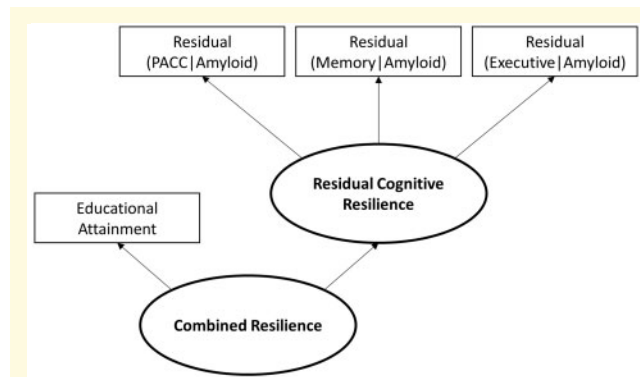 Residual
(PACC|Amyloid)
Residual
(Memory|Amyloid)
Residual
(Executive|Amyloid)
Residual Cognitive
Resilience
Educational
Attainment
Combined Resilience